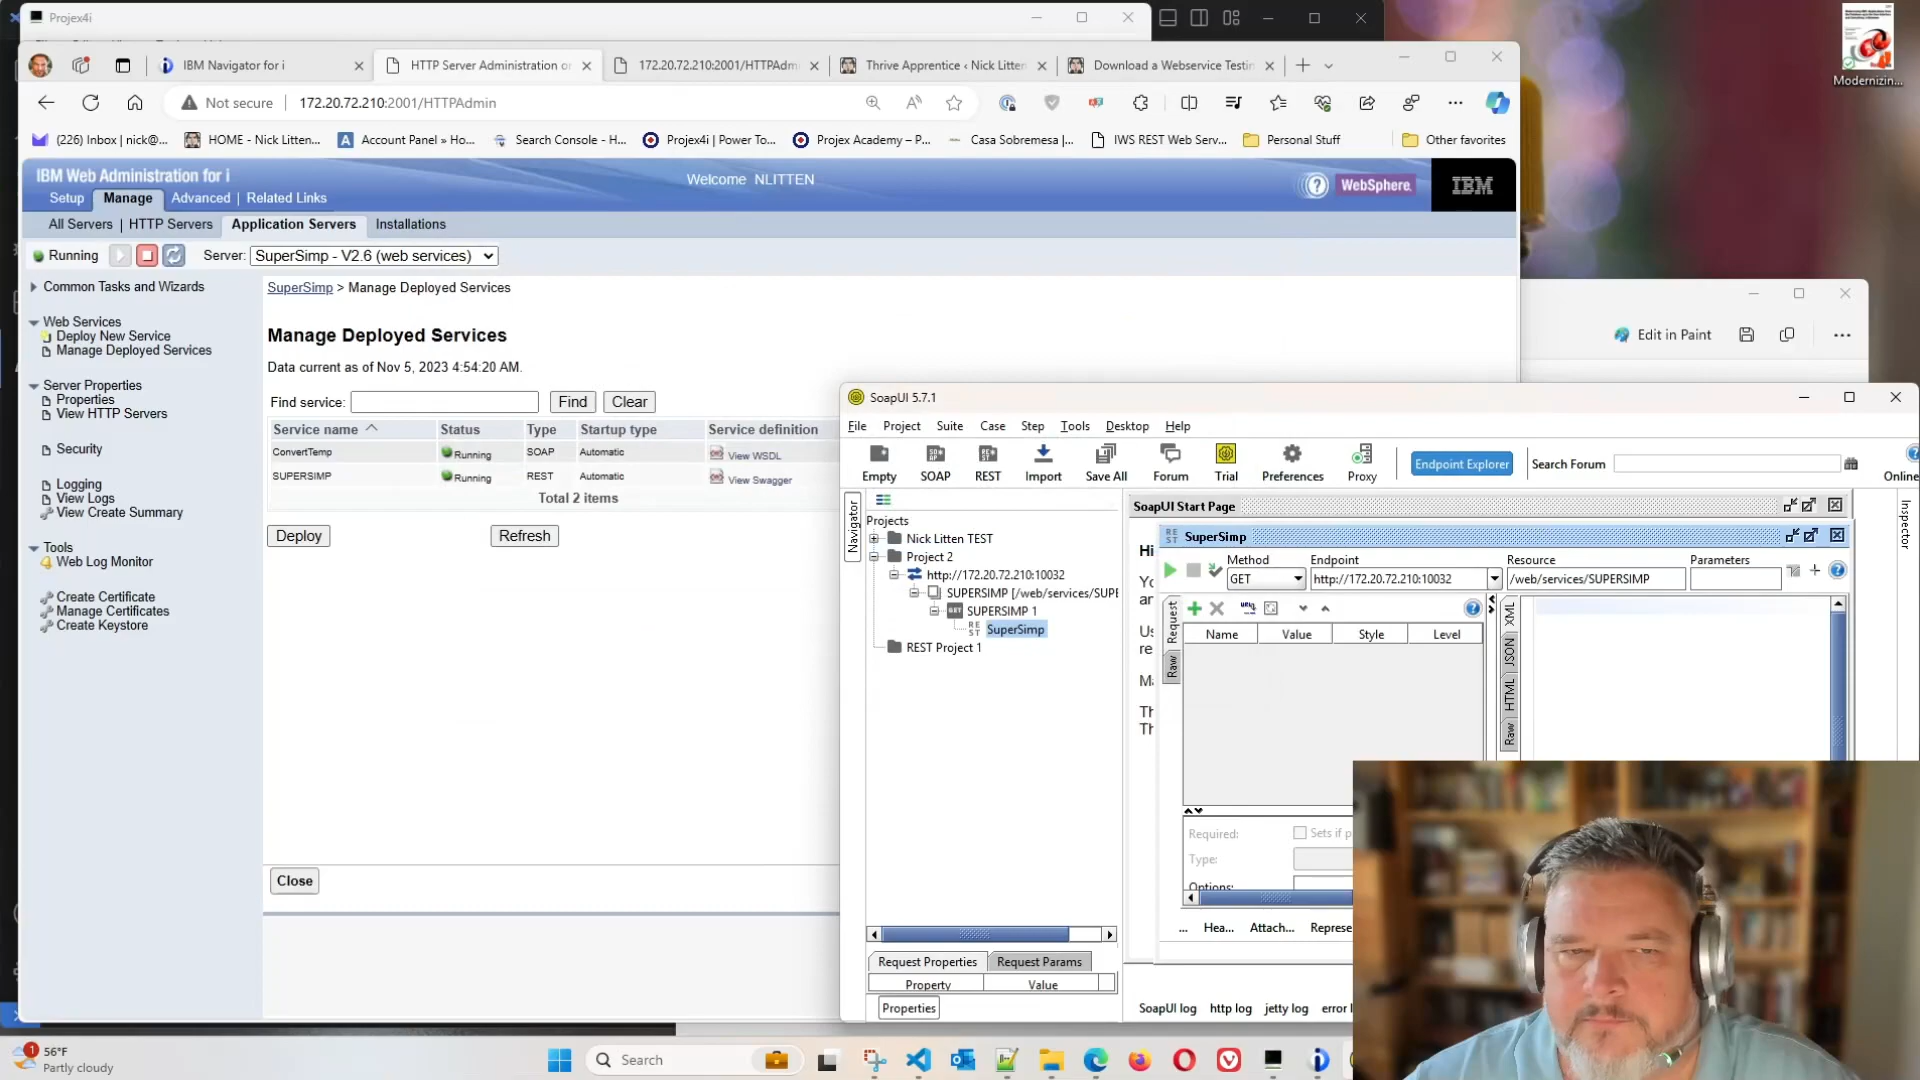 Projex4i
Modernizin...
IBM Navigator for i
HTTP Server Administration o
172.20.72.210:2001/HTTPAdm
Thrive Apprentice ‹ Nick Litten
Download a Webservice Testin
Not secure
172.20.72.210:2001/HTTPAdmin
(226) Inbox | nick@...
HOME - Nick Litten...
Account Panel » Ho...
Search Console - H...
Projex4i | Power To...
Projex Academy – P...
Casa Sobremesa |...
IWS REST Web Serv...
Personal Stuff
Other favorites
IBM Web Administration for i
Welcome NLITTEN
WebSphere.
IBM
Setup
Manage
Advanced | Related Links
All Servers | HTTP Servers
Application Servers
Installations
Running
Server:
SuperSimp - V2.6 (web services)
Common Tasks and Wizards
Web Services
Deploy New Service
Manage Deployed Services
Server Properties
Properties
View HTTP Servers
Security
Logging
View Logs
View Create Summary
Tools
Web Log Monitor
Create Certificate
Manage Certificates
Create Keystore
SuperSimp > Manage Deployed Services
Manage Deployed Services
Data current as of Nov 5, 2023 4:54:20 AM.
Find service:
Find
Clear
Service name Status Type Startup type Service definition
ConvertTemp Running SOAP Automatic View WSDL
SUPERSIMP Running REST Automatic View Swagger
Total 2 items
Deploy
Refresh
Close
Edit in Paint
SoapUI 5.7.1
File Project Suite Case Step Tools Desktop Help
Empty SOAP REST Import Save All Forum Trial Preferences Proxy
Endpoint Explorer
Search Forum
Online
Navigator
Projects
Nick Litten TEST
Project 2
http://172.20.72.210:10032
SUPERSIMP [/web/services/SUPE
SUPERSIMP 1
SuperSimp
REST Project 1
Request Properties
Request Params
Property Value
Properties
SoapUI Start Page
Inspector
Hi
SuperSimp
Method Endpoint Resource Parameters
GET
http://172.20.72.210:10032
/web/services/SUPERSIMP
Request
Raw
Name Value Style Level
XML
JSON
HTML
Raw
Required:
Sets if p
Type:
Options:
... Hea... Attach... Represe
SoapUI log http log jetty log error l
1
56°F
Partly cloudy
Search